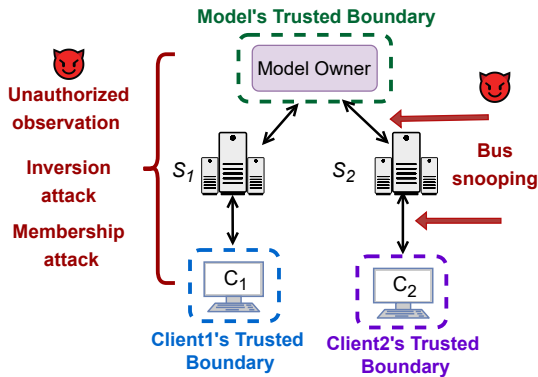 Model's Trusted Boundary
Model Owner
Unauthorized
observation
Inversion
attack
Membership
attack
S1
S2
Bus
snooping
C1
C2
Client1's Trusted
Boundary
Client2's Trusted
Boundary